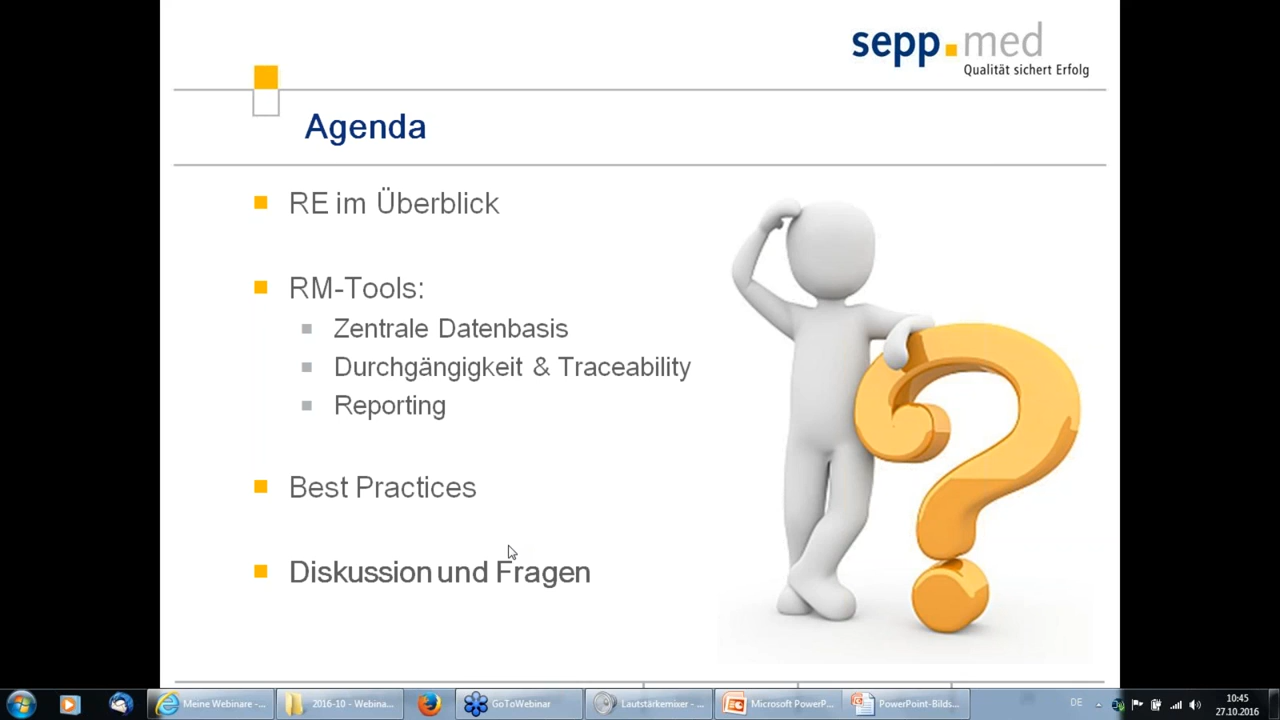 sepp.med
Qualität sichert Erfolg
Agenda
RE im Überblick
RM-Tools:
Zentrale Datenbasis
Durchgängigkeit & Traceability
Reporting
Best Practices
Diskussion und Fragen
Meine Webinare - ...
2016-10 - Webina...
GoToWebinar
Lautstärkemixer - ...
Microsoft PowerP...
PowerPoint-Bilds...
DE
10:45
27.10.2016